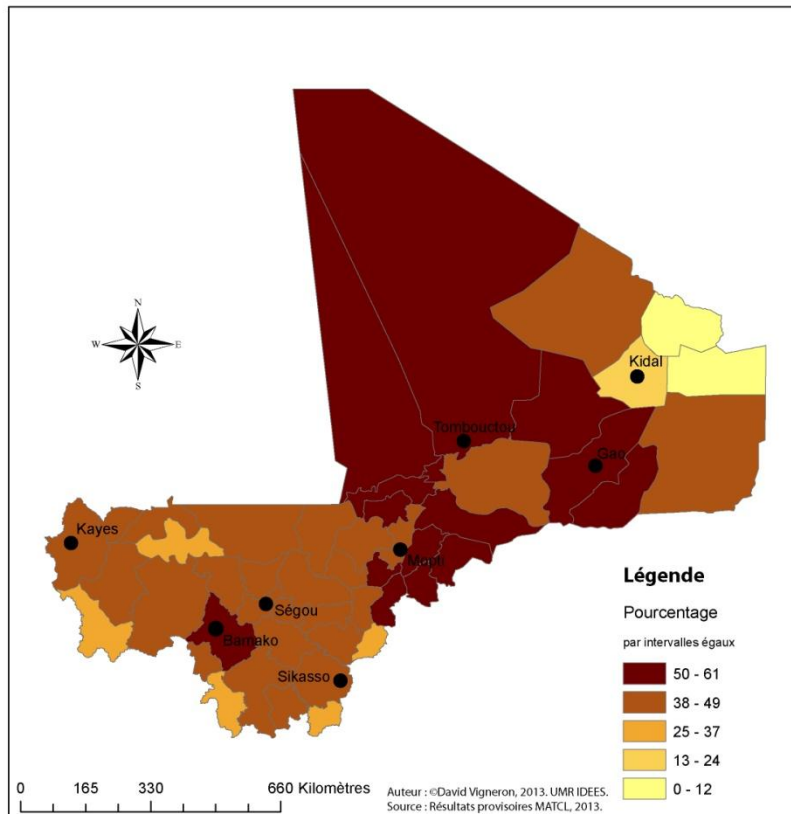 N
W E
S
Kidal
Tombouctou
Gao
Kayes
Mopti
Ségou
Bamako
Sikasso
Légende
Pourcentage
par intervalles égaux
50 - 61
38 - 49
25 - 37
13 - 24
0 - 12
0 165 330 660 Kilomètres
Auteur : ©David Vigneron, 2013. UMR IDEES.
Source : Résultats provisoires MATCL, 2013.